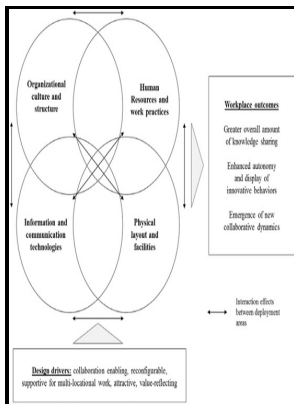 Organizational
culture and
structure
Human
Resources and
work practices
Information and
communication
technologies
Physical
layout and
facilities
Workplace outcomes
Greater overall amount
of knowledge sharing
Enhanced autonomy
and display of
innovative behaviors
Emergence of new
collaborative dynamics
Interaction effects
between deployment
areas
Design drivers: collaboration enabling, reconfigurable,
supportive for multi-locational work, attractive, value-reflecting